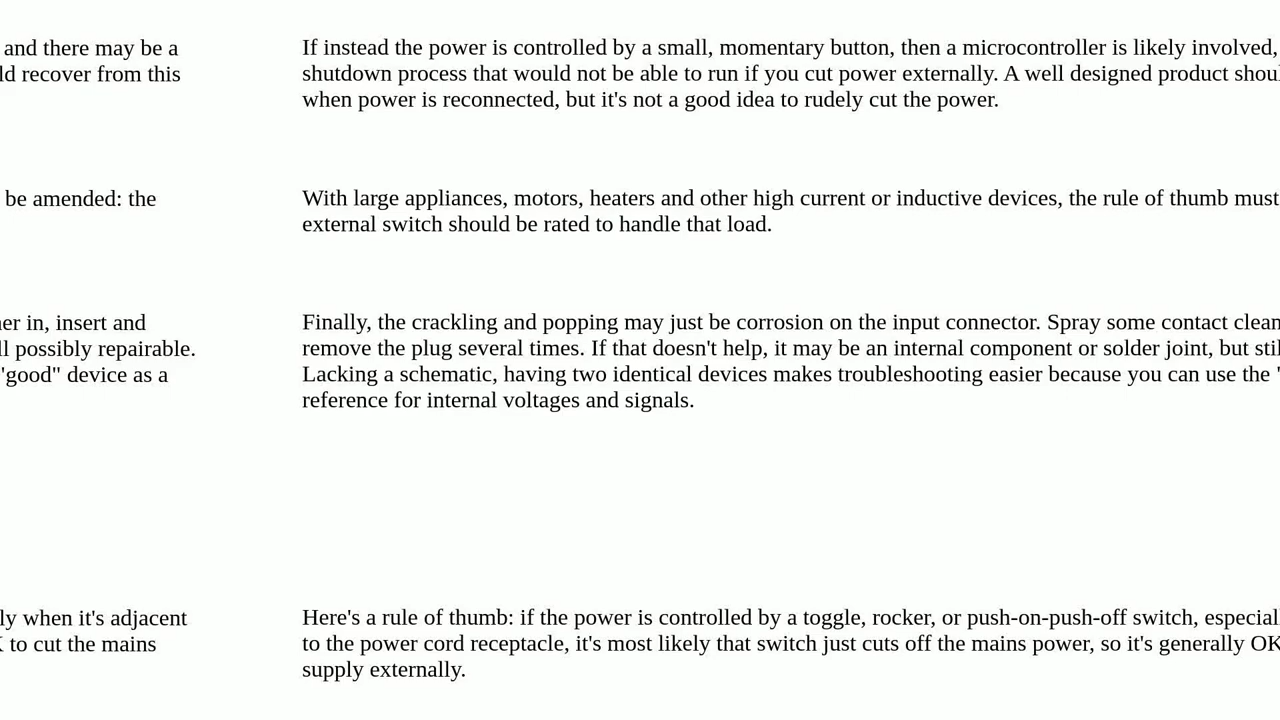 and there may be a
ld recover from this
be amended: the
er in, insert and
ll possibly repairable.
"good" device as a
ly when it's adjacent
to cut the mains
If instead the power is controlled by a small, momentary button, then a microcontroller is likely involved,
shutdown process that would not be able to run if you cut power externally. A well designed product shoul
when power is reconnected, but it's not a good idea to rudely cut the power.
With large appliances, motors, heaters and other high current or inductive devices, the rule of thumb must
external switch should be rated to handle that load.
Finally, the crackling and popping may just be corrosion on the input connector. Spray some contact clean
remove the plug several times. If that doesn't help, it may be an internal component or solder joint, but stil
Lacking a schematic, having two identical devices makes troubleshooting easier because you can use the
reference for internal voltages and signals.
Here's a rule of thumb: if the power is controlled by a toggle, rocker, or push-on-push-off switch, especial
to the power cord receptacle, it's most likely that switch just cuts off the mains power, so it's generally OK
supply externally.